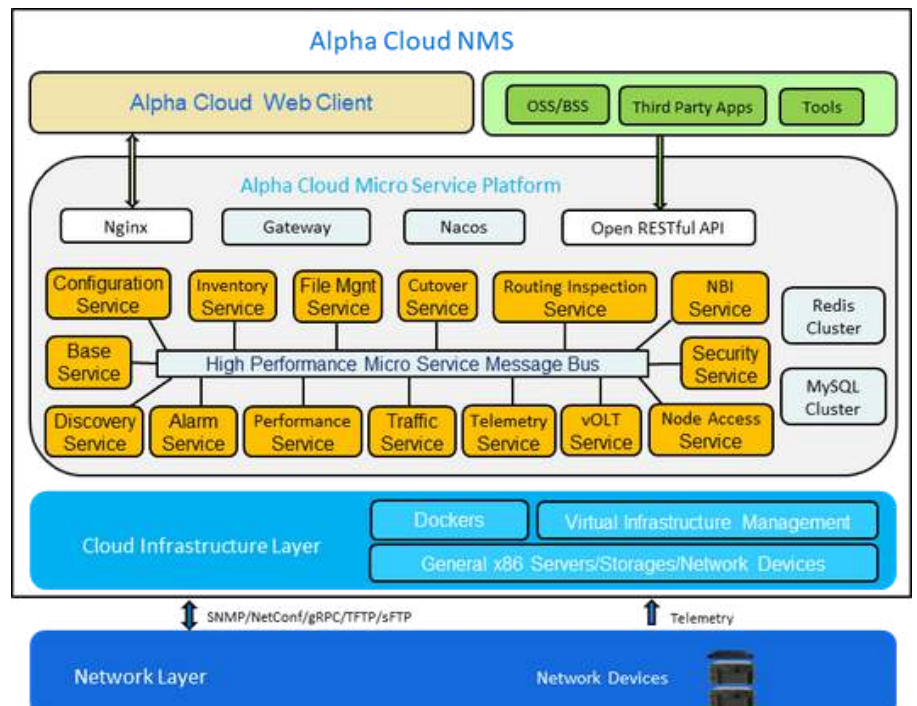 Alpha Cloud NMS
Alpha Cloud Web Client
OSS/BSS
Third Party Apps
Tools
Alpha Cloud Micro Service Platform
Nginx
Gateway
Nacos
Open RESTful API
Configuration
Service
Inventory
Service
File Mgnt
Service
Cutover
Service
Routing Inspection
Service
NBI
Service
Redis
Cluster
Base
Service
High Performance Micro Service Message Bus
Security
Service
MySQL
Cluster
Discovery
Service
Alarm
Service
Performance
Service
Traffic
Service
Telemetry
Service
vOLT
Service
Node Access
Service
Cloud Infrastructure Layer
Dockers
Virtual Infrastructure Management
General x86 Servers/Storages/Network Devices
SNMP/NetConf/gRPC/TFTP/sFTP
Telemetry
Network Layer
Network Devices